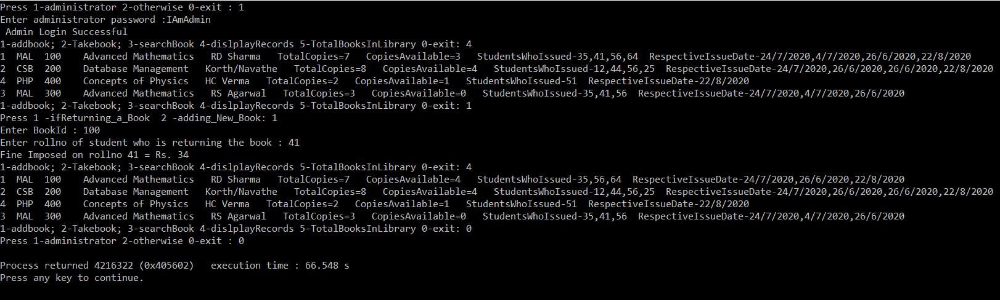 Press 1-administrator 2-otherwise 0-exit : 1
Enter administrator password :IAmAdmin
 Admin Login Successful
1-addbook; 2-Takebook; 3-searchBook 4-dislplayRecords 5-TotalBooksInLibrary 0-exit: 4
1  MAL  100    Advanced Mathematics   RD Sharma   TotalCopies=7   CopiesAvailable=3   StudentsWhoIssued-35,41,56,64  RespectiveIssueDate-24/7/2020,4/7/2020,26/6/2020,22/8/2020
2  CSB  200    Database Management   Korth/Navathe   TotalCopies=8   CopiesAvailable=4   StudentsWhoIssued-12,44,56,25  RespectiveIssueDate-24/7/2020,26/6/2020,26/6/2020,22/8/2020
4  PHP  400    Concepts of Physics   HC Verma   TotalCopies=2   CopiesAvailable=1   StudentsWhoIssued-51  RespectiveIssueDate-22/8/2020
3  MAL  300    Advanced Mathematics   RS Agarwal   TotalCopies=3   CopiesAvailable=0   StudentsWhoIssued-35,41,56  RespectiveIssueDate-24/7/2020,4/7/2020,26/6/2020
1-addbook; 2-Takebook; 3-searchBook 4-dislplayRecords 5-TotalBooksInLibrary 0-exit: 1
Press 1 -ifReturning_a_Book  2 -adding_New_Book: 1
Enter BookId : 100
Enter rollno of student who is returning the book : 41
Fine Imposed on rollno 41 = Rs. 34
1-addbook; 2-Takebook; 3-searchBook 4-dislplayRecords 5-TotalBooksInLibrary 0-exit: 4
1  MAL  100    Advanced Mathematics   RD Sharma   TotalCopies=7   CopiesAvailable=4   StudentsWhoIssued-35,56,64  RespectiveIssueDate-24/7/2020,26/6/2020,22/8/2020
2  CSB  200    Database Management   Korth/Navathe   TotalCopies=8   CopiesAvailable=4   StudentsWhoIssued-12,44,56,25  RespectiveIssueDate-24/7/2020,26/6/2020,26/6/2020,22/8/2020
4  PHP  400    Concepts of Physics   HC Verma   TotalCopies=2   CopiesAvailable=1   StudentsWhoIssued-51  RespectiveIssueDate-22/8/2020
3  MAL  300    Advanced Mathematics   RS Agarwal   TotalCopies=3   CopiesAvailable=0   StudentsWhoIssued-35,41,56  RespectiveIssueDate-24/7/2020,4/7/2020,26/6/2020
1-addbook; 2-Takebook; 3-searchBook 4-dislplayRecords 5-TotalBooksInLibrary 0-exit: 0
Press 1-administrator 2-otherwise 0-exit : 0

Process returned 4216322 (0x405602)   execution time : 66.548 s
Press any key to continue.